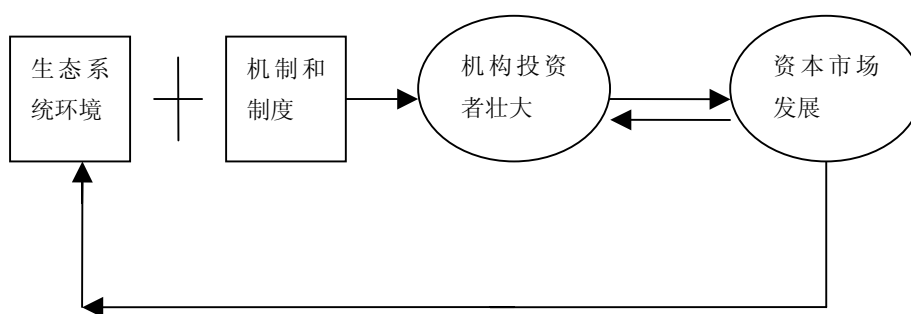 生态系
统环境
机制和
制度
机构投资
者壮大
资本市场
发展